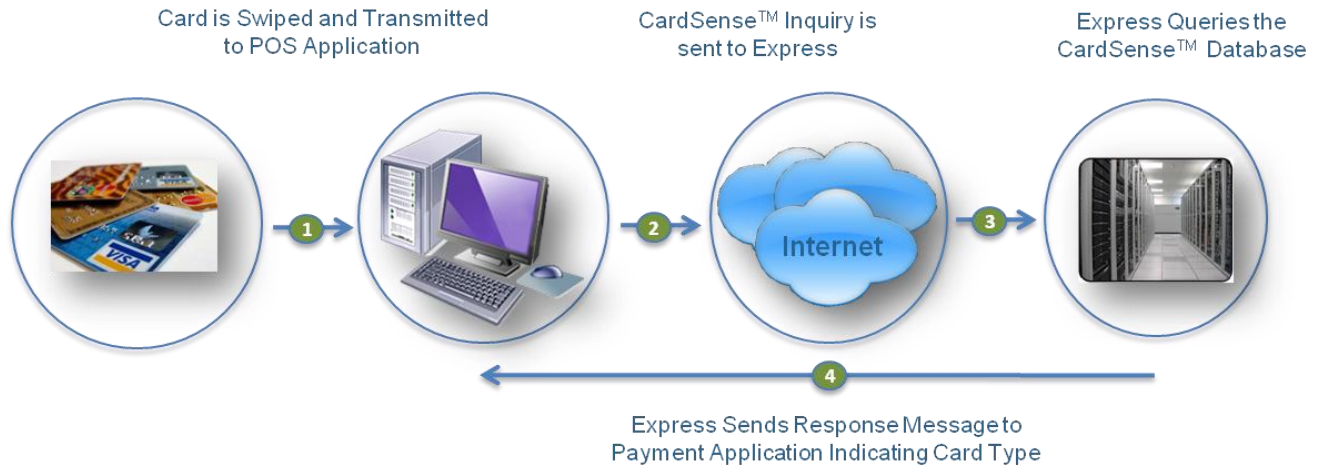 Card is Swiped and Transmitted
to POS Application
CardSense™ Inquiry is
sent to Express
Express Queries the
CardSense™ Database
VISA
1
2
Internet
3
4
Express Sends Response Message to
Payment Application Indicating Card Type